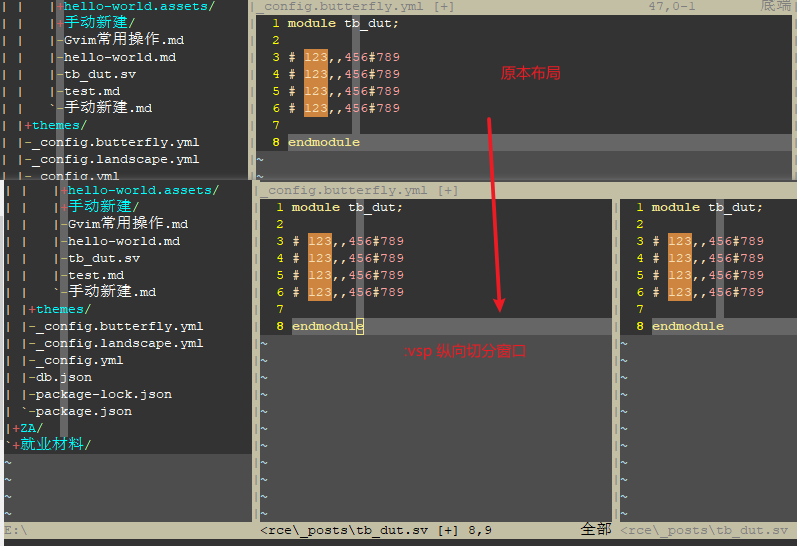 | |   |+hello-world.assets/
| |   |+手动新建/
| |   |-Gvim常用操作.md
| |   |-hello-world.md
| |   |-tb_dut.sv
| |   |-test.md
| |   `-手动新建.md
| |+themes/
| |-_config.butterfly.yml
| |-_config.landscape.yml
| |-_config.yml
_config.butterfly.yml [+] 47,0-1 底端
1 module tb_dut;
2
3 # 123,,456#789
4 # 123,,456#789
5 # 123,,456#789
6 # 123,,456#789
7
8 endmodule
~
~
原本布局
| |   |+hello-world.assets/
| |   |+手动新建/
| |   |-Gvim常用操作.md
| |   |-hello-world.md
| |   |-tb_dut.sv
| |   |-test.md
| |   `-手动新建.md
| |+themes/
| |-_config.butterfly.yml
| |-_config.landscape.yml
| |-_config.yml
| |-db.json
| |-package-lock.json
| `-package.json
|+ZA/
`+就业材料/
~
~
~
~
E:\
_config.butterfly.yml [+]
1 module tb_dut;
2
3 # 123,,456#789
4 # 123,,456#789
5 # 123,,456#789
6 # 123,,456#789
7
8 endmodule
~
~
~
~
~
~
~
~
~
~
~
:vsp 纵向切分窗口
<rce\_posts\tb_dut.sv [+] 8,9 全部
1 module tb_dut;
2
3 # 123,,456#789
4 # 123,,456#789
5 # 123,,456#789
6 # 123,,456#789
7
8 endmodule
~
~
~
~
~
~
~
~
~
~
~
<rce\_posts\tb_dut.sv